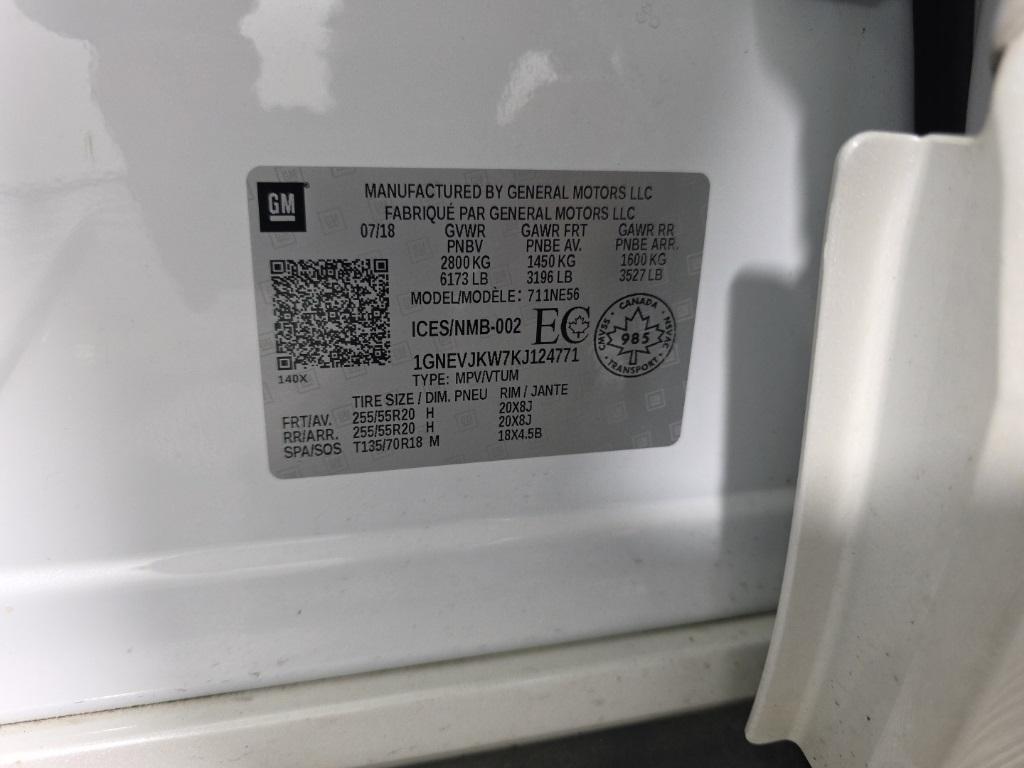 GM
MANUFACTURED BY GENERAL MOTORS LLC
FABRIQUÉ PAR GENERAL MOTORS LLC
07/18 GVWR GAWR FRT GAWR RR
PNBV PNBE AV. PNBE ARR.
2800 KG 1450 KG 1600 KG
6173 LB 3196 LB 3527 LB
MODEL/MODÈLE: 711NE56
ICES/NMB-002 EC
CANADA
CMVSS 985 NSVAC
TRANSPORT
1GNEVJKW7KJ124771
140X
TYPE: MPV/VTUM
TIRE SIZE / DIM. PNEU RIM / JANTE
FRT/AV. 255/55R20 H 20X8J
RR/ARR. 255/55R20 H 20X8J
SPA/SOS T135/70R18 M 18X4.5B